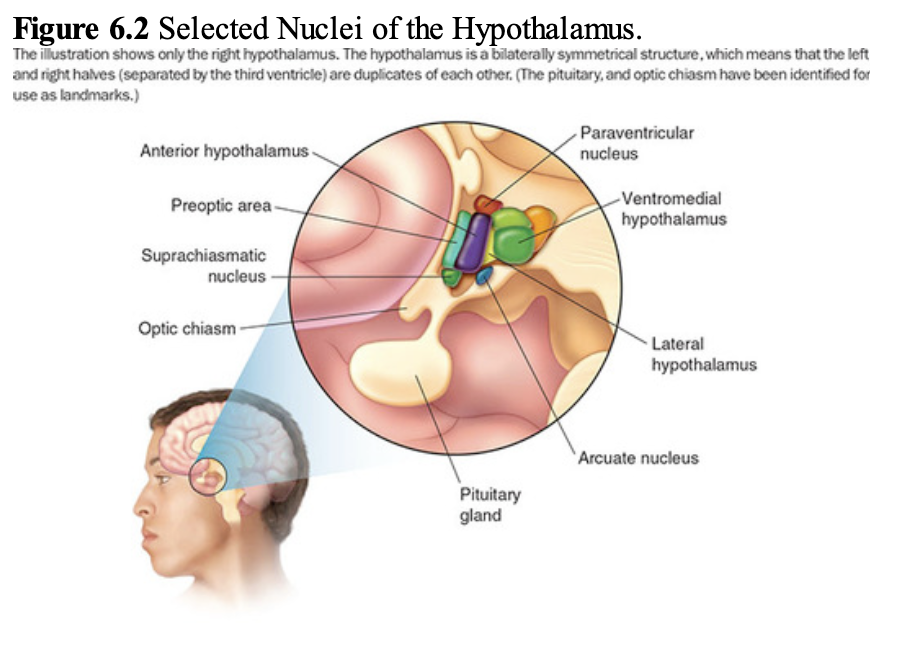 Figure 6.2 Selected Nuclei of the Hypothalamus.
The illustration shows only the right hypothalamus. The hypothalamus is a bilaterally symmetrical structure, which means that the left
and right halves (separated by the third ventricle) are duplicates of each other. (The pituitary, and optic chiasm have been identified for
use as landmarks.)
Paraventricular
nucleus
Anterior hypothalamus
Preoptic area
Ventromedial
hypothalamus
Suprachiasmatic
nucleus
Optic chiasm
Lateral
hypothalamus
Arcuate nucleus
Pituitary
gland